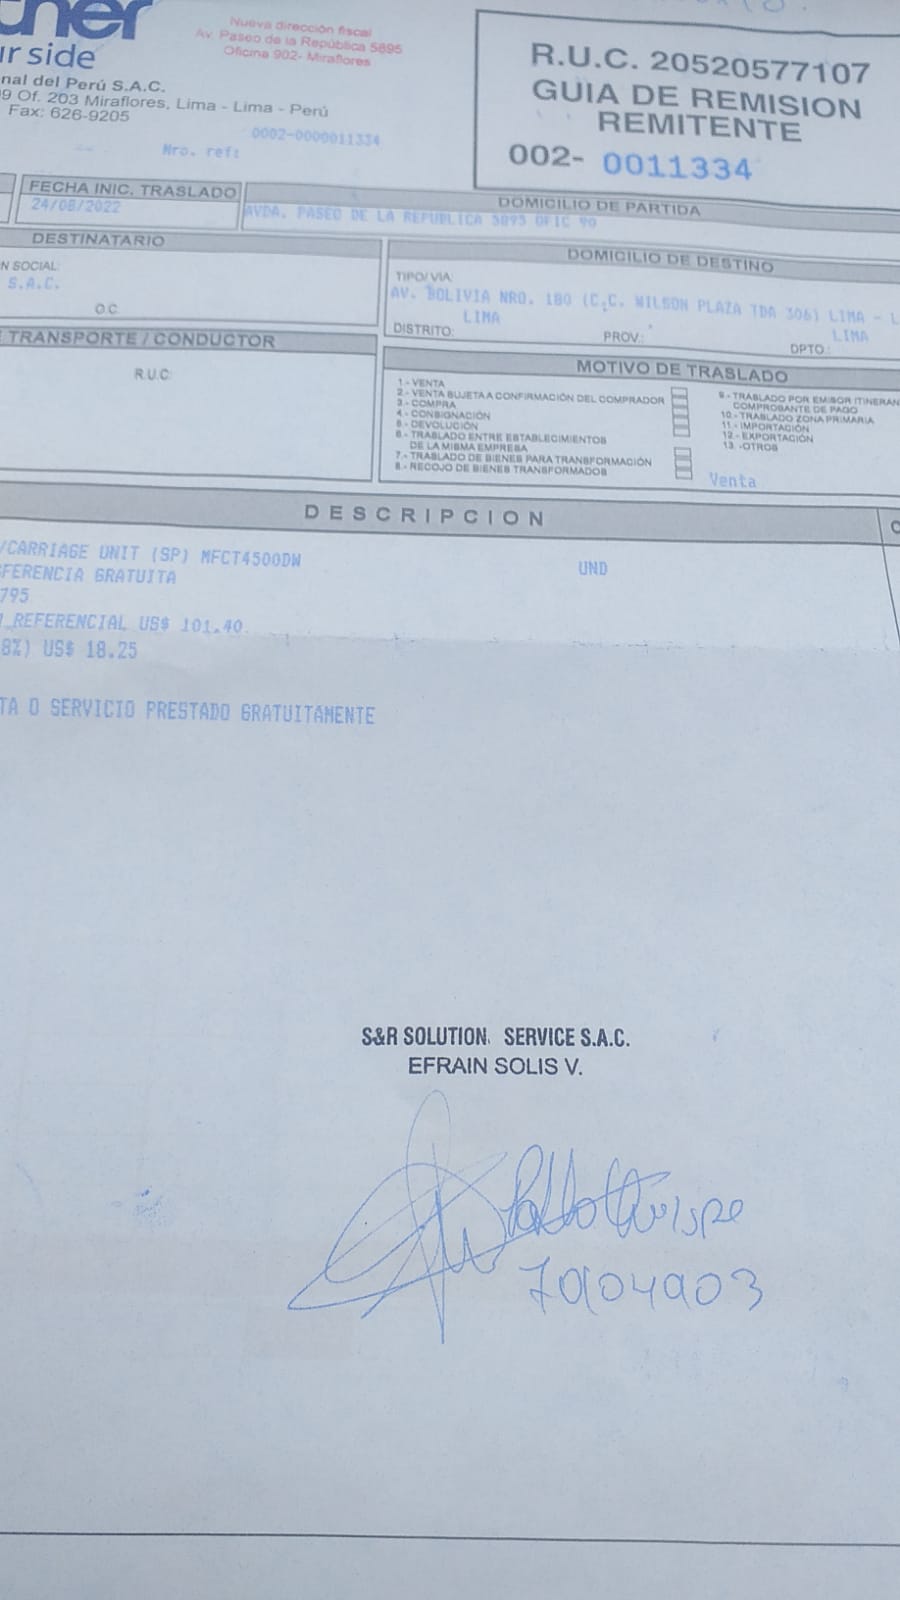 ur side
nal del Perú S.A.C.
9 Of. 203 Miraflores, Lima - Lima - Perú
Fax: 626-9205
Nueva dirección fiscal
Av. Paseo de la República 5895
Oficina 902- Miraflores
0002-0000011334
Nro. ref:
R.U.C. 20520577107
GUIA DE REMISION
REMITENTE
002- 0011334
FECHA INIC. TRASLADO
24/08/2022
DOMICILIO DE PARTIDA
AVDA. PASEO DE LA REPUBLICA 5895 OFIC 90
DESTINATARIO
N SOCIAL:
S.A.C.
O.C.
DOMICILIO DE DESTINO
TIPO/VIA:
AV. BOLIVIA NRO. 180 (C.C. WILSON PLAZA TDA 306) LIMA - L
LIMA
LIMA
DISTRITO:
PROV.:
DPTO.:
TRANSPORTE / CONDUCTOR
R.U.C:
MOTIVO DE TRASLADO
1.- VENTA
2.- VENTA SUJETA A CONFIRMACIÓN DEL COMPRADOR
3.- COMPRA
4.- CONSIGNACIÓN
5.- DEVOLUCIÓN
6.- TRASLADO ENTRE ESTABLECIMIENTOS
DE LA MISMA EMPRESA
7.- TRASLADO DE BIENES PARA TRANSFORMACIÓN
8.- RECOJO DE BIENES TRANSFORMADOS
9.- TRASLADO POR EMISOR ITINERAN
COMPROBANTE DE PAGO
10.- TRASLADO ZONA PRIMARIA
11.- IMPORTACIÓN
12.- EXPORTACIÓN
13.- OTROS
Venta
DESCRIPCION
C
/CARRIAGE UNIT (SP) MFCT4500DW
UND
FERENCIA GRATUITA
795
REFERENCIAL US$ 101.40
8%) US$ 18.25
TA O SERVICIO PRESTADO GRATUITAMENTE
S&R SOLUTION SERVICE S.A.C.
EFRAIN SOLIS V.
Pablo Quispe
70904903